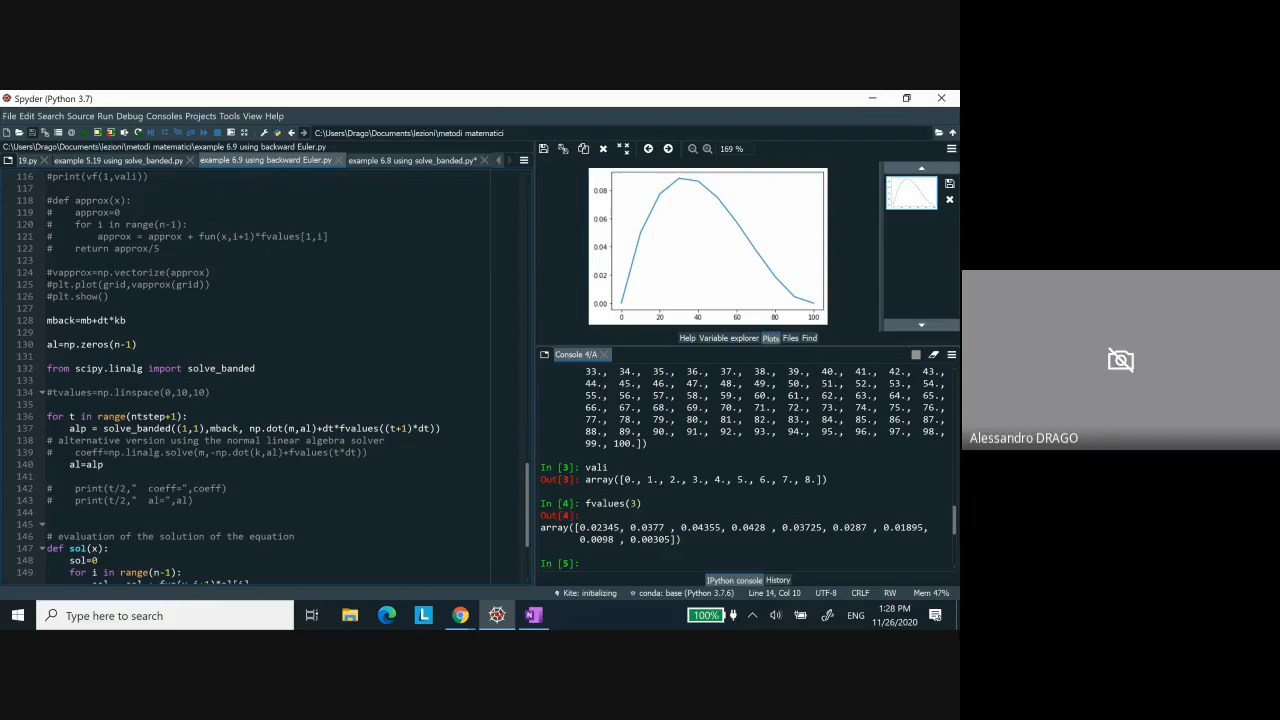 Spyder (Python 3.7)
File Edit Search Source Run Debug Consoles Projects Tools View Help
C:\Users\Drago\Documents\lezioni\metodi matematici
C:\Users\Drago\Documents\lezioni\metodi matematici\example 6.9 using backward Euler.py
19.py example 5.19 using solve_banded.py example 6.9 using backward Euler.py example 6.8 using solve_banded.py*
116 #print(vf(1,vali))
117
118 #def approx(x):
119 #    approx=0
120 #    for i in range(n-1):
121 #        approx = approx + fun(x,i+1)*fvalues[1,i]
122 #    return approx/5
123
124 #vapprox=np.vectorize(approx)
125 #plt.plot(grid,vapprox(grid))
126 #plt.show()
127
128 mback=mb+dt*kb
129
130 al=np.zeros(n-1)
131
132 from scipy.linalg import solve_banded
133
134 #tvalues=np.linspace(0,10,10)
135
136 for t in range(ntstep+1):
137     alp = solve_banded((1,1),mback, np.dot(m,al)+dt*fvalues((t+1)*dt))
138 # alternative version using the normal linear algebra solver
139 #    coeff=np.linalg.solve(m,-np.dot(k,al)+fvalues(t*dt))
140     al=alp
141
142 #    print(t/2,"  coeff=",coeff)
143 #    print(t/2,"  al=",al)
144
145
146 # evaluation of the solution of the equation
147 def sol(x):
148     sol=0
149     for i in range(n-1):
169 %
0.08
0.06
0.04
0.02
0.00
0 20 40 60 80 100
Help Variable explorer Plots Files Find
Console 4/A
33., 34., 35., 36., 37., 38., 39., 40., 41., 42., 43.,
44., 45., 46., 47., 48., 49., 50., 51., 52., 53., 54.,
55., 56., 57., 58., 59., 60., 61., 62., 63., 64., 65.,
66., 67., 68., 69., 70., 71., 72., 73., 74., 75., 76.,
77., 78., 79., 80., 81., 82., 83., 84., 85., 86., 87.,
88., 89., 90., 91., 92., 93., 94., 95., 96., 97., 98.,
99., 100.])
In [3]: vali
Out[3]: array([0., 1., 2., 3., 4., 5., 6., 7., 8.])
In [4]: fvalues(3)
Out[4]:
array([0.02345, 0.0377 , 0.04355, 0.0428 , 0.03725, 0.0287 , 0.01895,
0.0098 , 0.00305])
In [5]:
IPython console History
Kite: initializing conda: base (Python 3.7.6) Line 14, Col 10 UTF-8 CRLF RW Mem 47%
Type here to search
100%
ENG
1:28 PM
11/26/2020
Alessandro DRAGO